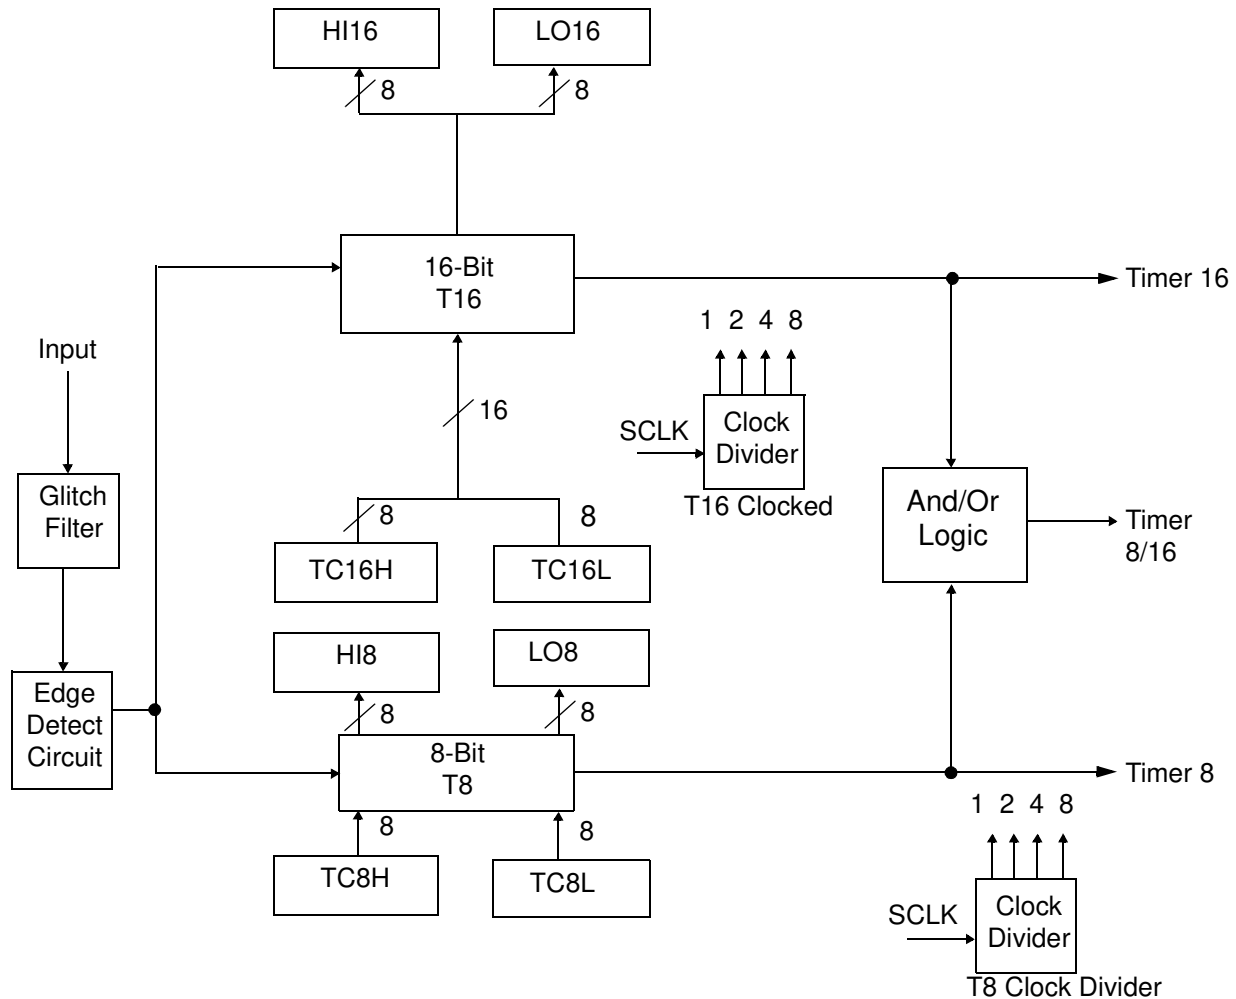 HI16
LO16
8
8
16-Bit
T16
Timer 16
1 2 4 8
Input
16
SCLK
Clock
Divider
T16 Clocked
Glitch
Filter
8
8
And/Or
Logic
Timer
8/16
TC16H
TC16L
HI8
LO8
Edge
Detect
Circuit
8
8
8-Bit
T8
Timer 8
1 2 4 8
8
8
TC8H
TC8L
SCLK
Clock
Divider
T8 Clock Divider